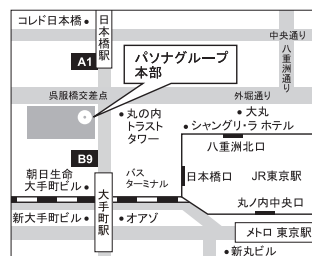 コレド日本橋
日本橋駅
中央通り
八重洲通り
A1
パソナグループ
本部
呉服橋交差点
外堀通り
大丸
丸の内
トラスト
タワー
シャングリ・ラ ホテル
八重洲北口
B9
朝日生命
大手町ビル
バス
ターミナル
日本橋口
JR東京駅
大手町駅
丸ノ内中央口
新大手町ビル
オアゾ
メトロ 東京駅
新丸ビル